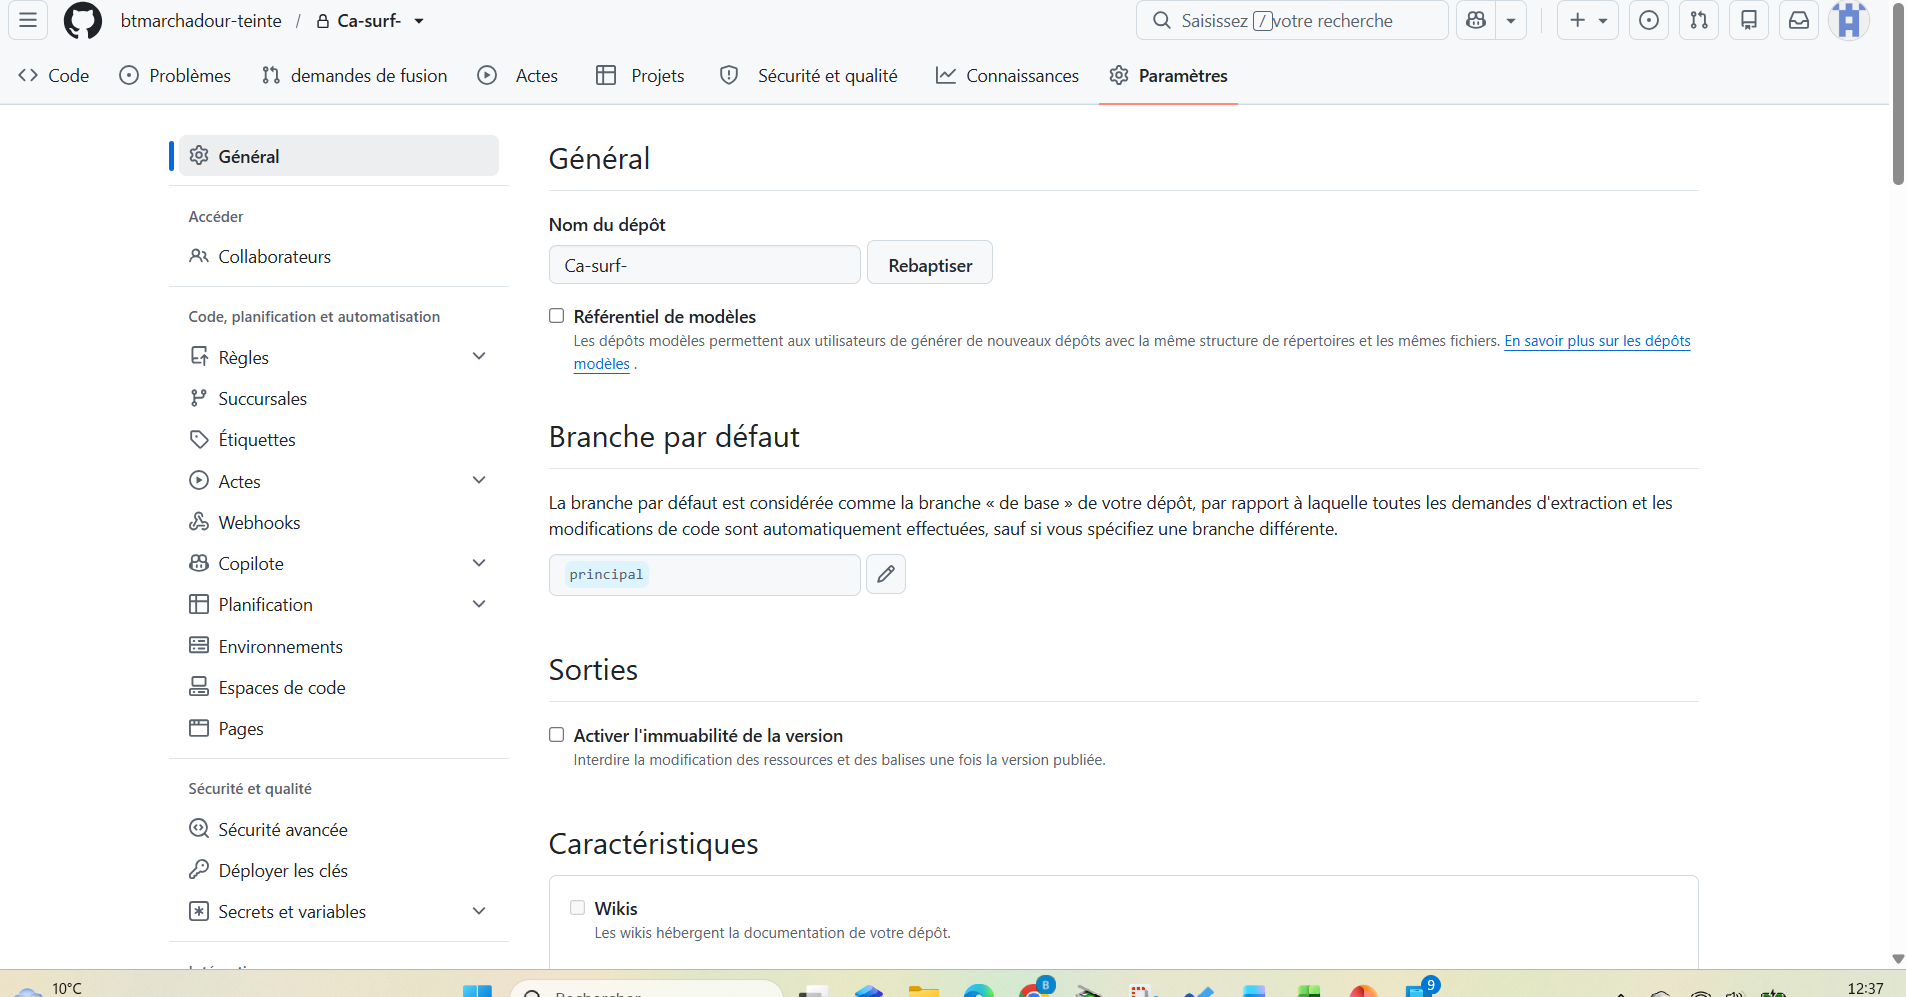 btmarchadour-teinte / Ca-surf-
Saisissez / votre recherche
Code Problèmes demandes de fusion Actes Projets Sécurité et qualité Connaissances Paramètres
Général
Accéder
Collaborateurs
Code, planification et automatisation
Règles
Succursales
Étiquettes
Actes
Webhooks
Copilote
Planification
Environnements
Espaces de code
Pages
Sécurité et qualité
Sécurité avancée
Déployer les clés
Secrets et variables
Général
Nom du dépôt
Ca-surf-
Rebaptiser
Référentiel de modèles
Les dépôts modèles permettent aux utilisateurs de générer de nouveaux dépôts avec la même structure de répertoires et les mêmes fichiers. En savoir plus sur les dépôts
modèles .
Branche par défaut
La branche par défaut est considérée comme la branche « de base » de votre dépôt, par rapport à laquelle toutes les demandes d'extraction et les
modifications de code sont automatiquement effectuées, sauf si vous spécifiez une branche différente.
principal
Sorties
Activer l'immuabilité de la version
Interdire la modification des ressources et des balises une fois la version publiée.
Caractéristiques
Wikis
Les wikis hébergent la documentation de votre dépôt.
10°C
Rechercher
B
9
12:37